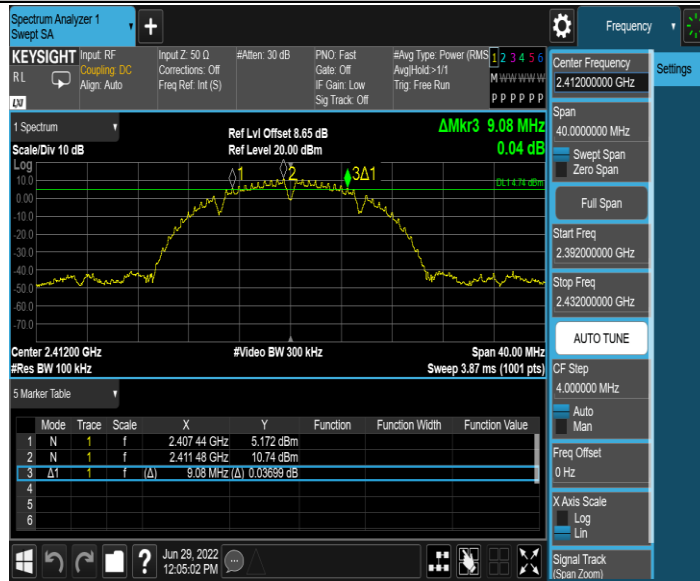 Spectrum Analyzer 1
Swept SA
+
Frequency
KEYSIGHT
RL
LXI
Input: RF
Coupling: DC
Align: Auto
Input Z: 50 Ω
Corrections: Off
Freq Ref: Int (S)
#Atten: 30 dB
PNO: Fast
Gate: Off
IF Gain: Low
Sig Track: Off
#Avg Type: Power (RMS
Avg|Hold:>1/1
Trig: Free Run
1 2 3 4 5 6
M W W W W W
P P P P P P
Center Frequency
2.412000000 GHz
Settings
1 Spectrum
Scale/Div 10 dB
Ref Lvl Offset 8.65 dB
Ref Level 20.00 dBm
ΔMkr3 9.08 MHz
0.04 dB
Span
40.0000000 MHz
Swept Span
Zero Span
Full Span
Log
10.0
0.00
-10.0
-20.0
-30.0
-40.0
-50.0
-60.0
-70.0
1
2
3Δ1
DL1 4.74 dBm
Start Freq
2.392000000 GHz
Stop Freq
2.432000000 GHz
AUTO TUNE
Center 2.41200 GHz
#Res BW 100 kHz
#Video BW 300 kHz
Span 40.00 MHz
Sweep 3.87 ms (1001 pts)
CF Step
4.000000 MHz
Auto
Man
5 Marker Table
Mode Trace Scale X Y Function Function Width Function Value
1 N 1 f 2.407 44 GHz 5.172 dBm
2 N 1 f 2.411 48 GHz 10.74 dBm
3 Δ1 1 f (Δ) 9.08 MHz (Δ) 0.03699 dB
4
5
6
Freq Offset
0 Hz
X Axis Scale
Log
Lin
Signal Track
(Span Zoom)
?
Jun 29, 2022
12:05:02 PM